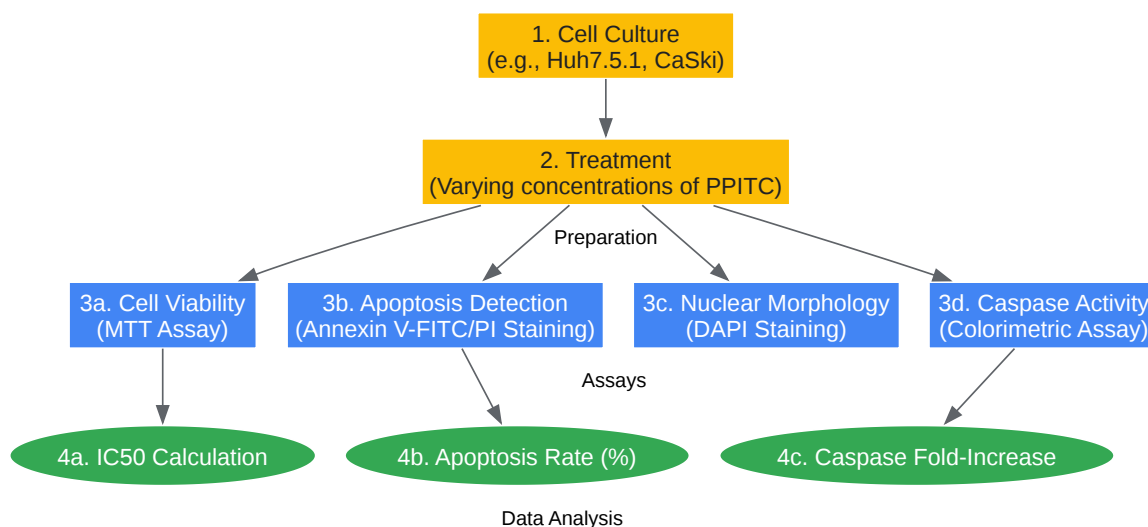 1. Cell Culture
(e.g., Huh7.5.1, CaSki)
2. Treatment
(Varying concentrations of PPITC)
Preparation
3a. Cell Viability
(MTT Assay)
3b. Apoptosis Detection
(Annexin V-FITC/PI Staining)
3c. Nuclear Morphology
(DAPI Staining)
3d. Caspase Activity
(Colorimetric Assay)
Assays
4a. IC50 Calculation
4b. Apoptosis Rate (%)
4c. Caspase Fold-Increase
Data Analysis